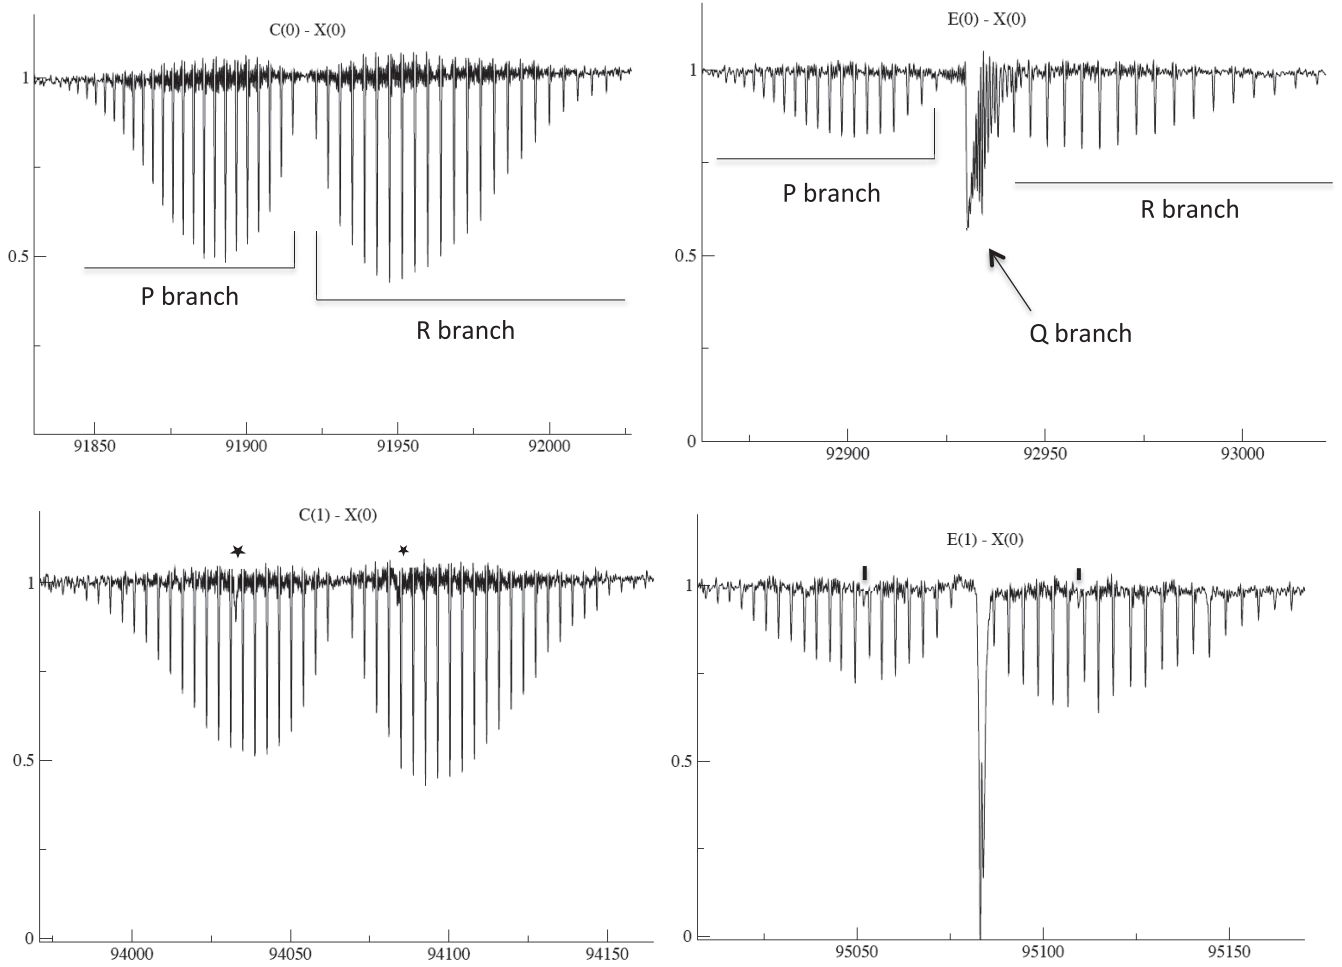 C(0) - X(0)
1
0.5
P branch
R branch
91850 91900 91950 92000
E(0) - X(0)
1
0.5
0
P branch
R branch
Q branch
92900 92950 93000
C(1) - X(0)
1
0.5
0
94000 94050 94100 94150
E(1) - X(0)
1
0.5
0
95050 95100 95150